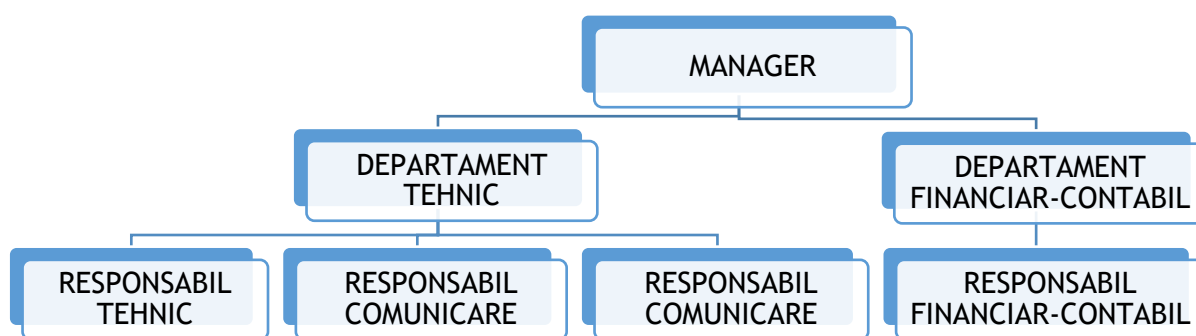 MANAGER
DEPARTAMENT
TEHNIC
DEPARTAMENT
FINANCIAR-CONTABIL
RESPONSABIL
TEHNIC
RESPONSABIL
COMUNICARE
RESPONSABIL
COMUNICARE
RESPONSABIL
FINANCIAR-CONTABIL